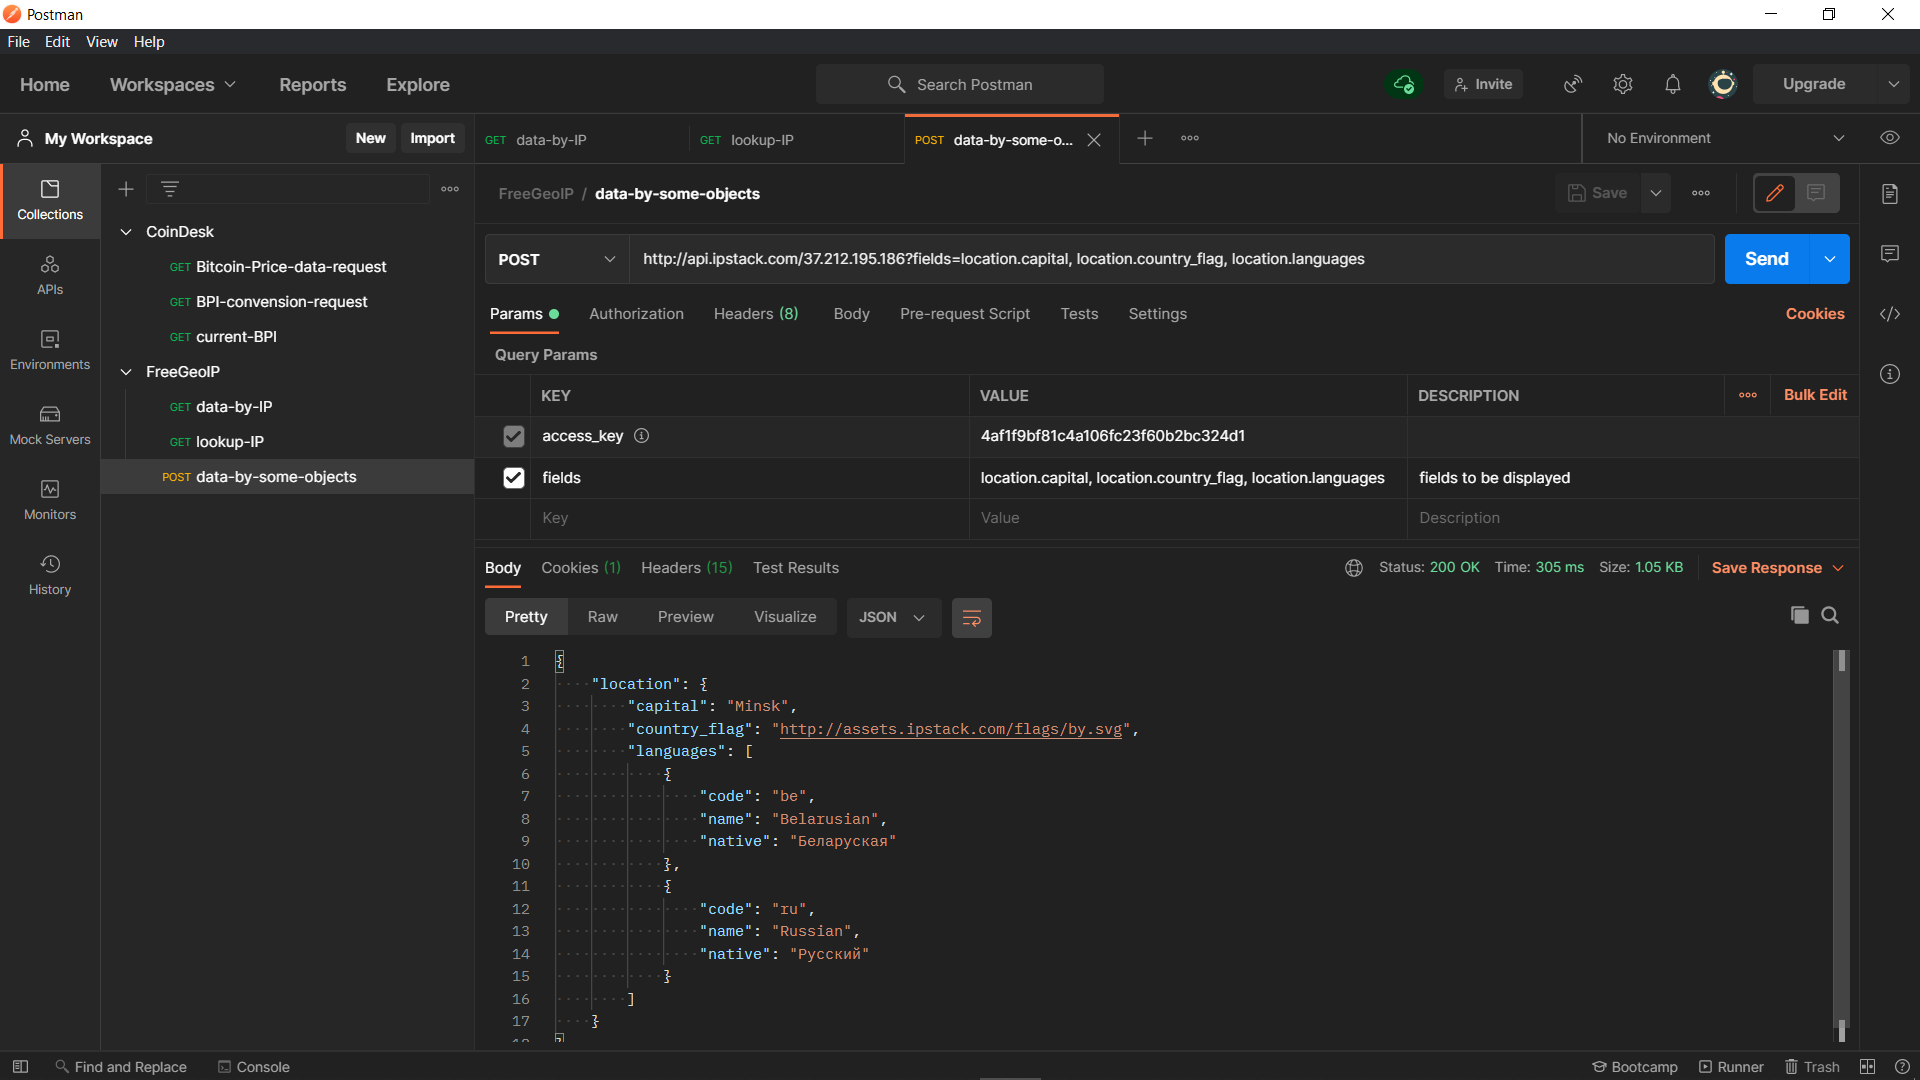 Postman
File Edit View Help
Home Workspaces Reports Explore Search Postman Invite Upgrade
My Workspace New Import GET data-by-IP GET lookup-IP POST data-by-some-o... No Environment
Collections
APIs
Environments
Mock Servers
Monitors
History
CoinDesk
GET Bitcoin-Price-data-request
GET BPI-convension-request
GET current-BPI
FreeGeoIP
GET data-by-IP
GET lookup-IP
POST data-by-some-objects
FreeGeoIP / data-by-some-objects Save
POST http://api.ipstack.com/37.212.195.186?fields=location.capital, location.country_flag, location.languages Send
Params Authorization Headers (8) Body Pre-request Script Tests Settings Cookies
Query Params
KEY VALUE DESCRIPTION Bulk Edit
access_key 4af1f9bf81c4a106fc23f60b2bc324d1
fields location.capital, location.country_flag, location.languages fields to be displayed
Key Value Description
Body Cookies (1) Headers (15) Test Results Status: 200 OK Time: 305 ms Size: 1.05 KB Save Response
Pretty Raw Preview Visualize JSON
1 {
2 "location": {
3 "capital": "Minsk",
4 "country_flag": "http://assets.ipstack.com/flags/by.svg",
5 "languages": [
6 {
7 "code": "be",
8 "name": "Belarusian",
9 "native": "Беларуская"
10 },
11 {
12 "code": "ru",
13 "name": "Russian",
14 "native": "Русский"
15 }
16 ]
17 }
Find and Replace Console Bootcamp Runner Trash